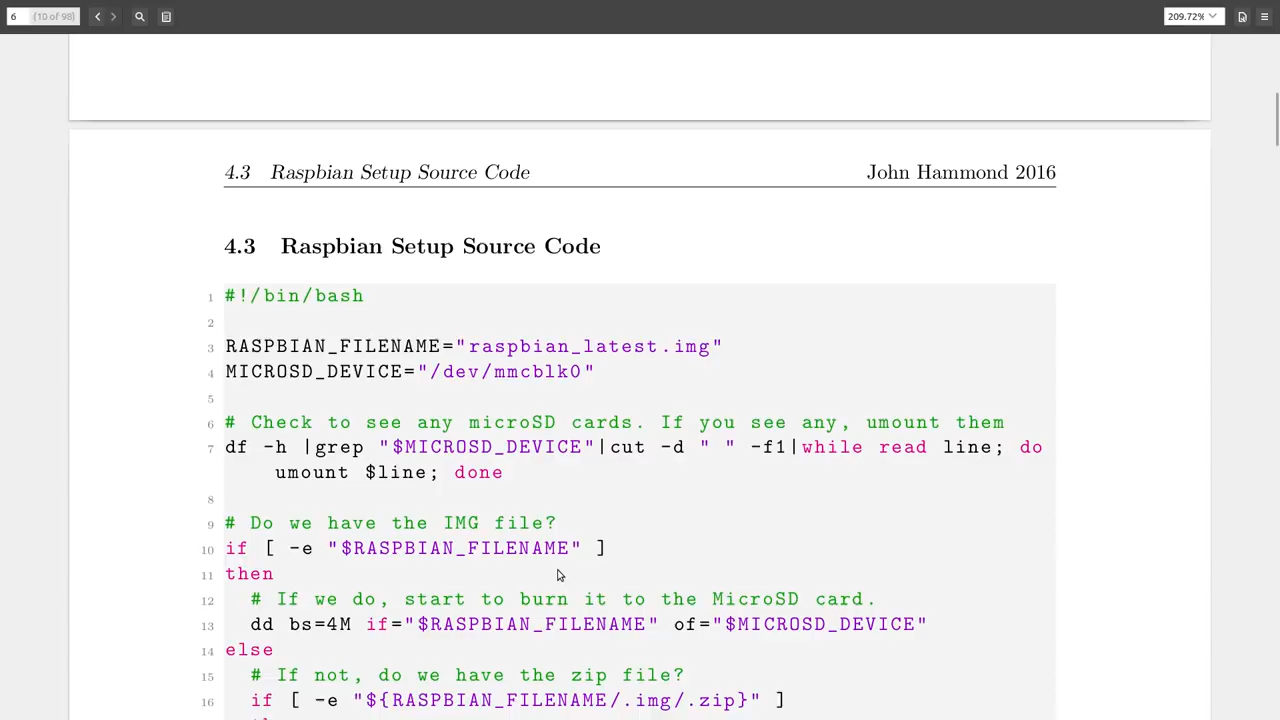 6 (10 of 98) 209.72%
4.3 Raspbian Setup Source Code John Hammond 2016
4.3 Raspbian Setup Source Code
1 #!/bin/bash
2
3 RASPBIAN_FILENAME="raspbian_latest.img"
4 MICROSD_DEVICE="/dev/mmcblk0"
5
6 # Check to see any microSD cards. If you see any, umount them
7 df -h |grep "$MICROSD_DEVICE"|cut -d " " -f1|while read line; do
umount $line; done
8
9 # Do we have the IMG file?
10 if [ -e "$RASPBIAN_FILENAME" ]
11 then
12 # If we do, start to burn it to the MicroSD card.
13 dd bs=4M if="$RASPBIAN_FILENAME" of="$MICROSD_DEVICE"
14 else
15 # If not, do we have the zip file?
16 if [ -e "${RASPBIAN_FILENAME/.img/.zip}" ]